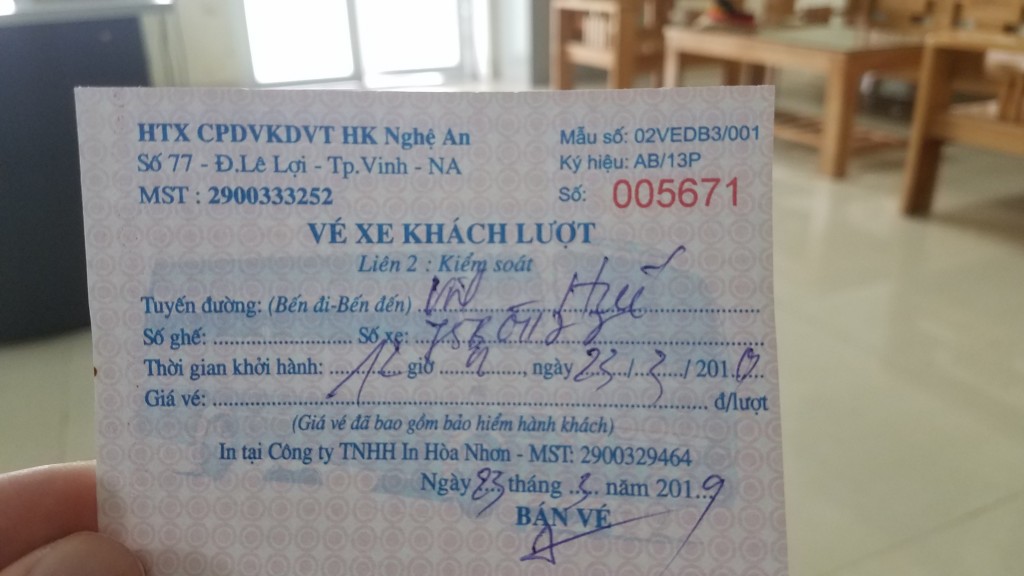 HTX CPDVKDVT HK Nghệ An
Số 77 - Đ.Lê Lợi - Tp.Vinh - NA
MST : 2900333252
Mẫu số: 02VEDB3/001
Ký hiệu: AB/13P
Số: 005671
VÉ XE KHÁCH LƯỢT
Liên 2 : Kiểm soát
Tuyến đường: (Bến đi-Bến đến) - Huế
Số ghế: Số xe:
Thời gian khởi hành: 12 giờ , ngày 23/3/201
Giá vé: đ/lượt
(Giá vé đã bao gồm bảo hiểm hành khách)
In tại Công ty TNHH In Hòa Nhơn - MST: 2900329464
Ngày 23 tháng 3 năm 2019
BÁN VÉ